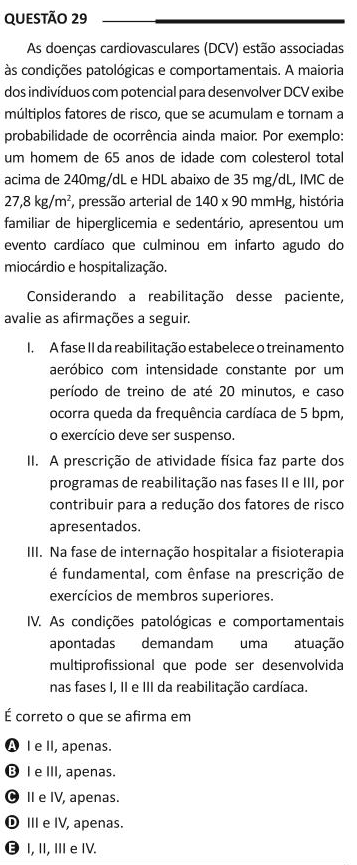 QUESTÃO 29
As doenças cardiovasculares (DCV) estão associadas
às condições patológicas e comportamentais. A maioria
dos indivíduos com potencial para desenvolver DCV exibe
múltiplos fatores de risco, que se acumulam e tornam a
probabilidade de ocorrência ainda maior. Por exemplo:
um homem de 65 anos de idade com colesterol total
acima de 240mg/dL e HDL abaixo de 35 mg/dL, IMC de
27,8 kg/m², pressão arterial de 140 x 90 mmHg, história
familiar de hiperglicemia e sedentário, apresentou um
evento cardíaco que culminou em infarto agudo do
miocárdio e hospitalização.
Considerando a reabilitação desse paciente,
avalie as afirmações a seguir.
I. A fase II da reabilitação estabelece o treinamento
aeróbico com intensidade constante por um
período de treino de até 20 minutos, e caso
ocorra queda da frequência cardíaca de 5 bpm,
o exercício deve ser suspenso.
II. A prescrição de atividade física faz parte dos
programas de reabilitação nas fases II e III, por
contribuir para a redução dos fatores de risco
apresentados.
III. Na fase de internação hospitalar a fisioterapia
é fundamental, com ênfase na prescrição de
exercícios de membros superiores.
IV. As condições patológicas e comportamentais
apontadas demandam uma atuação
multiprofissional que pode ser desenvolvida
nas fases I, II e III da reabilitação cardíaca.
É correto o que se afirma em
A I e II, apenas.
B I e III, apenas.
C II e IV, apenas.
D III e IV, apenas.
E I, II, III e IV.